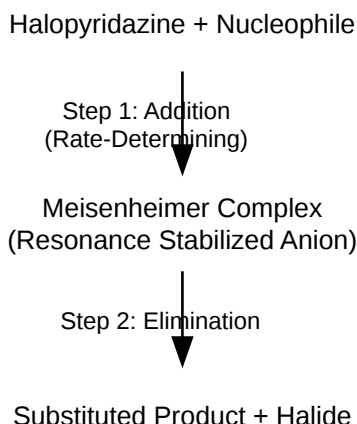 Halopyridazine + Nucleophile
Step 1: Addition
(Rate-Determining)
Meisenheimer Complex
(Resonance Stabilized Anion)
Step 2: Elimination
Substituted Product + Halide